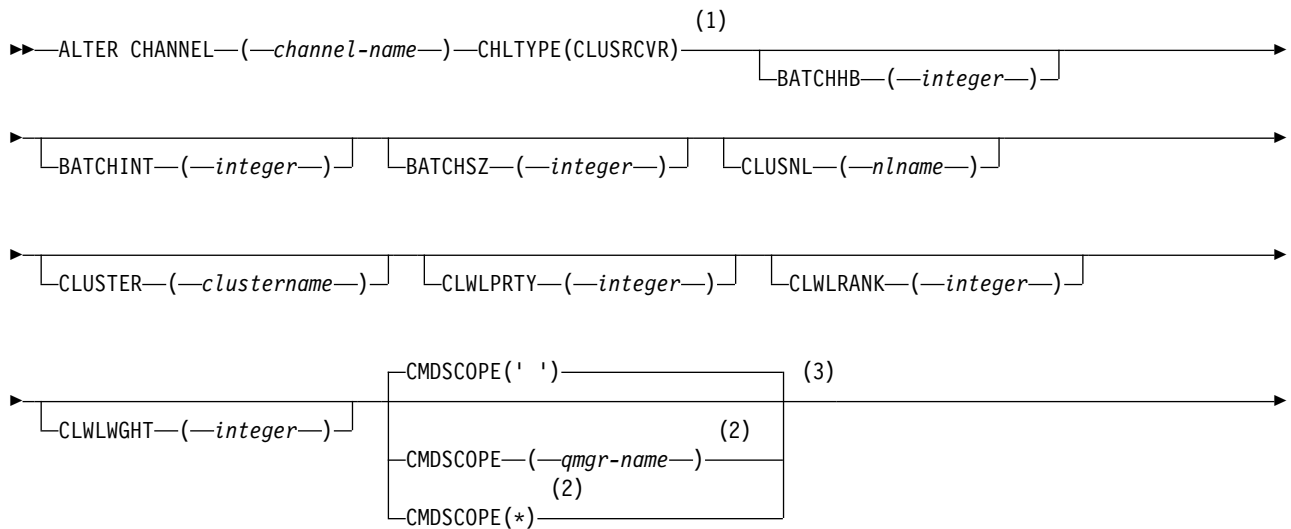 (1)
ALTER CHANNEL ( channel-name ) CHLTYPE(CLUSRCVR)
BATCHHB ( integer )
BATCHINT ( integer ) BATCHSZ ( integer ) CLUSNL ( nlname )
CLUSTER ( clustername ) CLWLPRTY ( integer ) CLWLRANK ( integer )
CMDSCOPE(' ') (3)
CLWLWGHT ( integer )
(2)
CMDSCOPE ( qmgr-name )
(2)
CMDSCOPE(*)